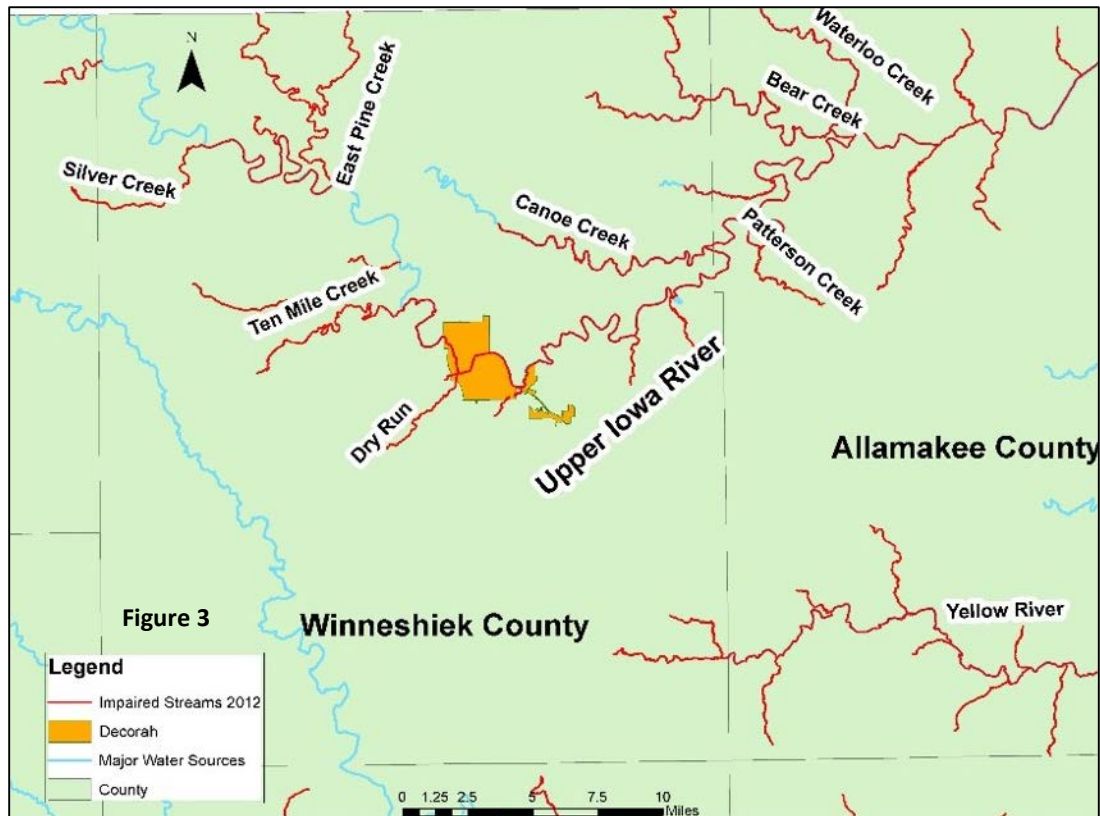 N
Waterloo Creek
Bear Creek
East Pine Creek
Silver Creek
Canoe Creek
Patterson Creek
Ten Mile Creek
Upper Iowa River
Dry Run
Allamakee County
Figure 3
Winneshiek County
Yellow River
Legend
Impaired Streams 2012
Decorah
Major Water Sources
County
0 1.25 2.5 5 7.5 10
Miles